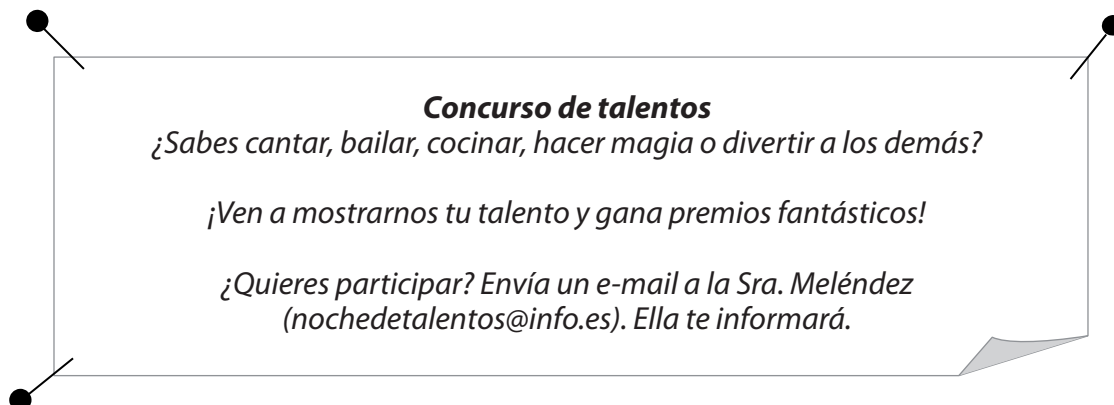 Concurso de talentos
¿Sabes cantar, bailar, cocinar, hacer magia o divertir a los demás?
¡Ven a mostrarnos tu talento y gana premios fantásticos!
¿Quieres participar? Envía un e-mail a la Sra. Meléndez
(nochedetalentos@info.es). Ella te informará.